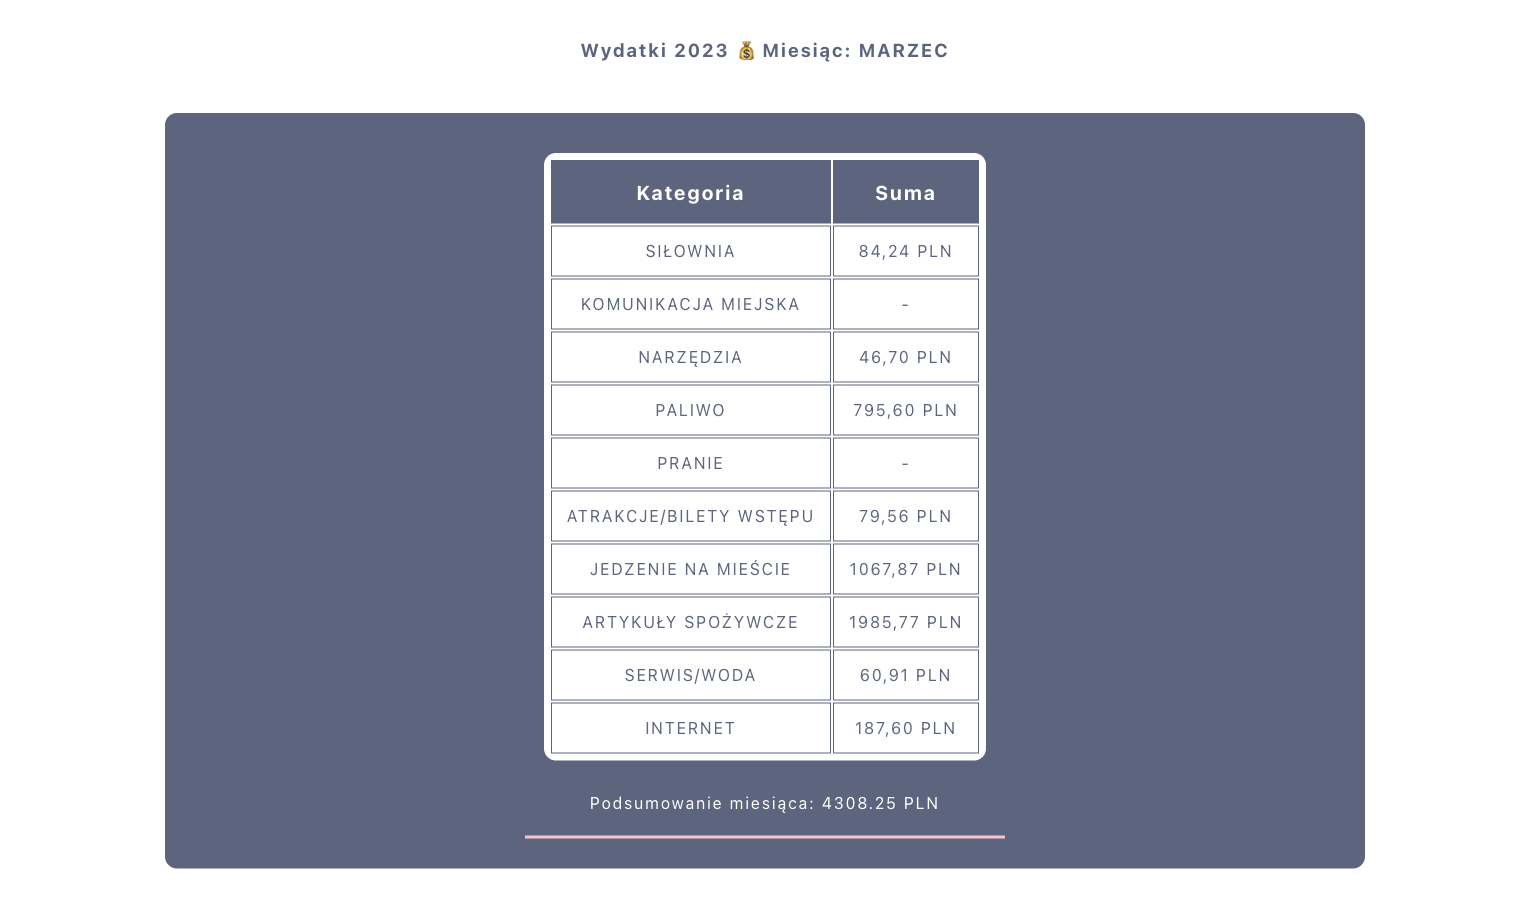 Wydatki 2023 💰 Miesiąc: MARZEC
Kategoria Suma
SIŁOWNIA 84,24 PLN
KOMUNIKACJA MIEJSKA -
NARZĘDZIA 46,70 PLN
PALIWO 795,60 PLN
PRANIE -
ATRAKCJE/BILETY WSTĘPU 79,56 PLN
JEDZENIE NA MIEŚCIE 1067,87 PLN
ARTYKUŁY SPOŻYWCZE 1985,77 PLN
SERWIS/WODA 60,91 PLN
INTERNET 187,60 PLN
Podsumowanie miesiąca: 4308.25 PLN